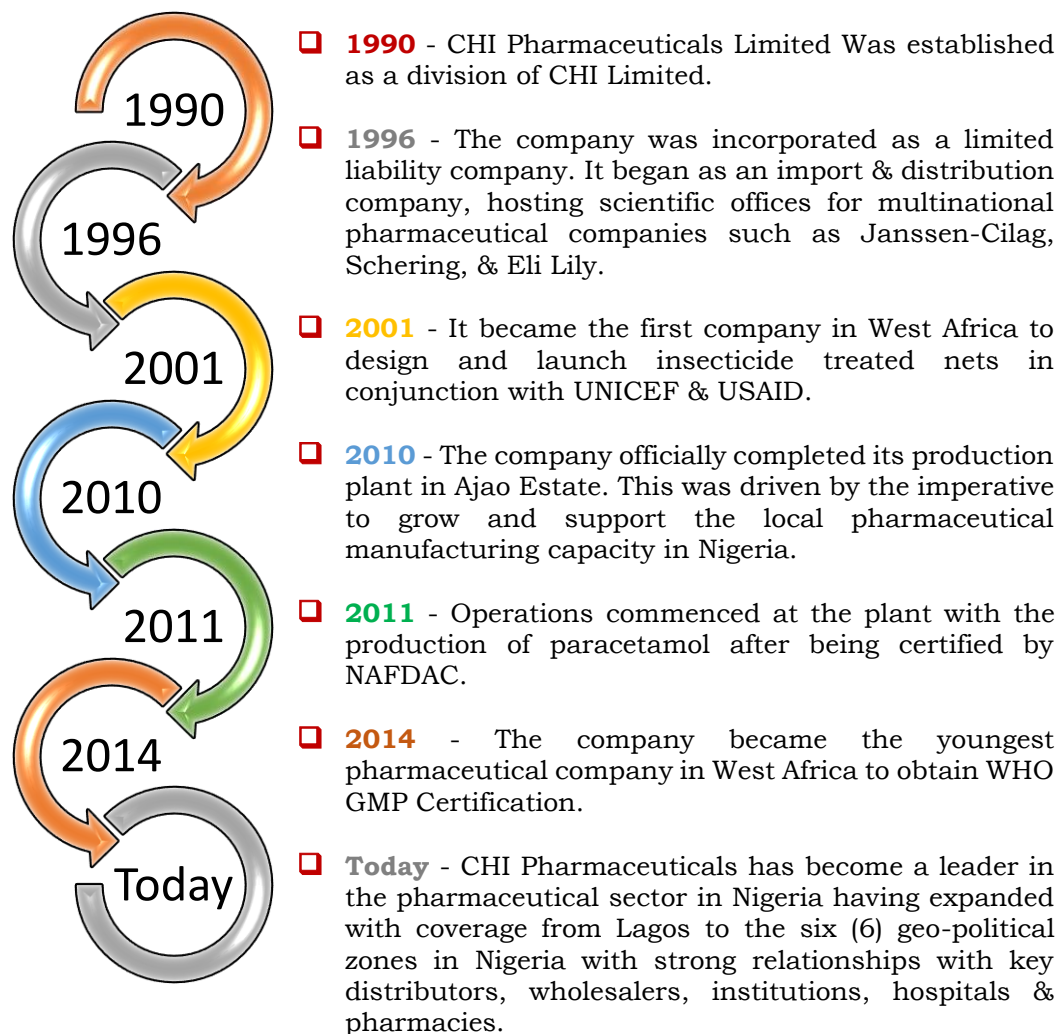 1990
1996
2001
2010
2011
2014
Today
1990 - CHI Pharmaceuticals Limited Was established
as a division of CHI Limited.
1996 - The company was incorporated as a limited
liability company. It began as an import & distribution
company, hosting scientific offices for multinational
pharmaceutical companies such as Janssen-Cilag,
Schering, & Eli Lily.
2001 - It became the first company in West Africa to
design and launch insecticide treated nets in
conjunction with UNICEF & USAID.
2010 - The company officially completed its production
plant in Ajao Estate. This was driven by the imperative
to grow and support the local pharmaceutical
manufacturing capacity in Nigeria.
2011 - Operations commenced at the plant with the
production of paracetamol after being certified by
NAFDAC.
2014 - The company became the youngest
pharmaceutical company in West Africa to obtain WHO
GMP Certification.
Today - CHI Pharmaceuticals has become a leader in
the pharmaceutical sector in Nigeria having expanded
with coverage from Lagos to the six (6) geo-political
zones in Nigeria with strong relationships with key
distributors, wholesalers, institutions, hospitals &
pharmacies.